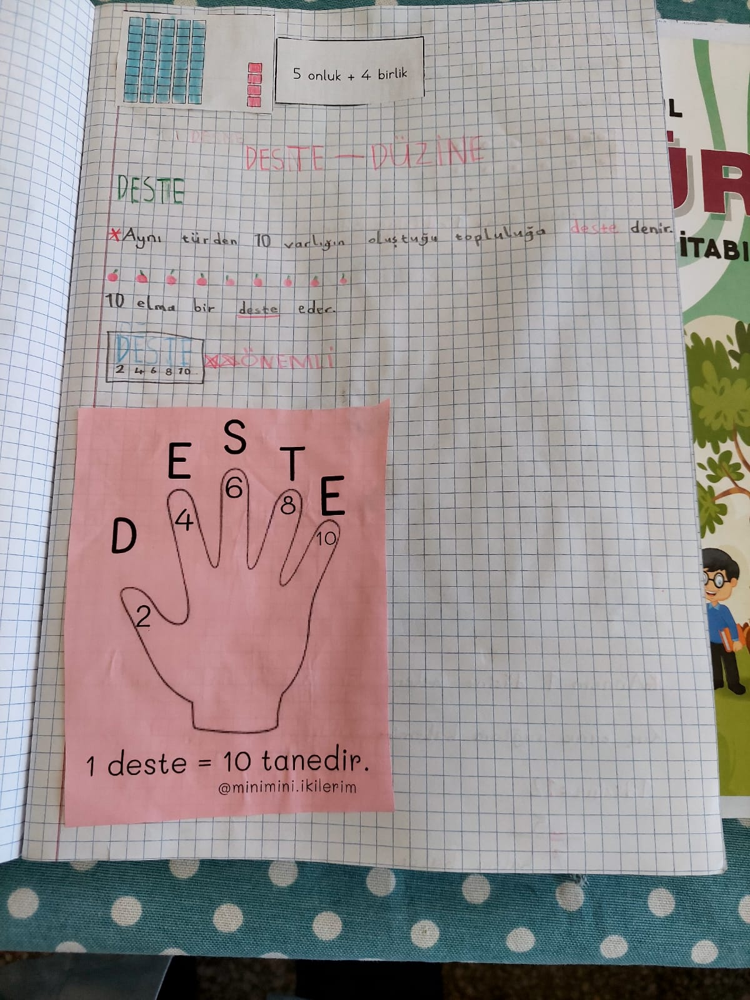 5 onluk + 4 birlik
DESTE — DÜZİNE
DESTE
*Aynı türden 10 varlığın oluştuğu topluluğa deste denir.
10 elma bir deste eder.
DESTE
2 4 6 8 10
ÖNEMLİ
D E S T E
2 4 6 8 10
1 deste = 10 tanedir.
@minimini.ikilerim
L
ÜR
İTABI